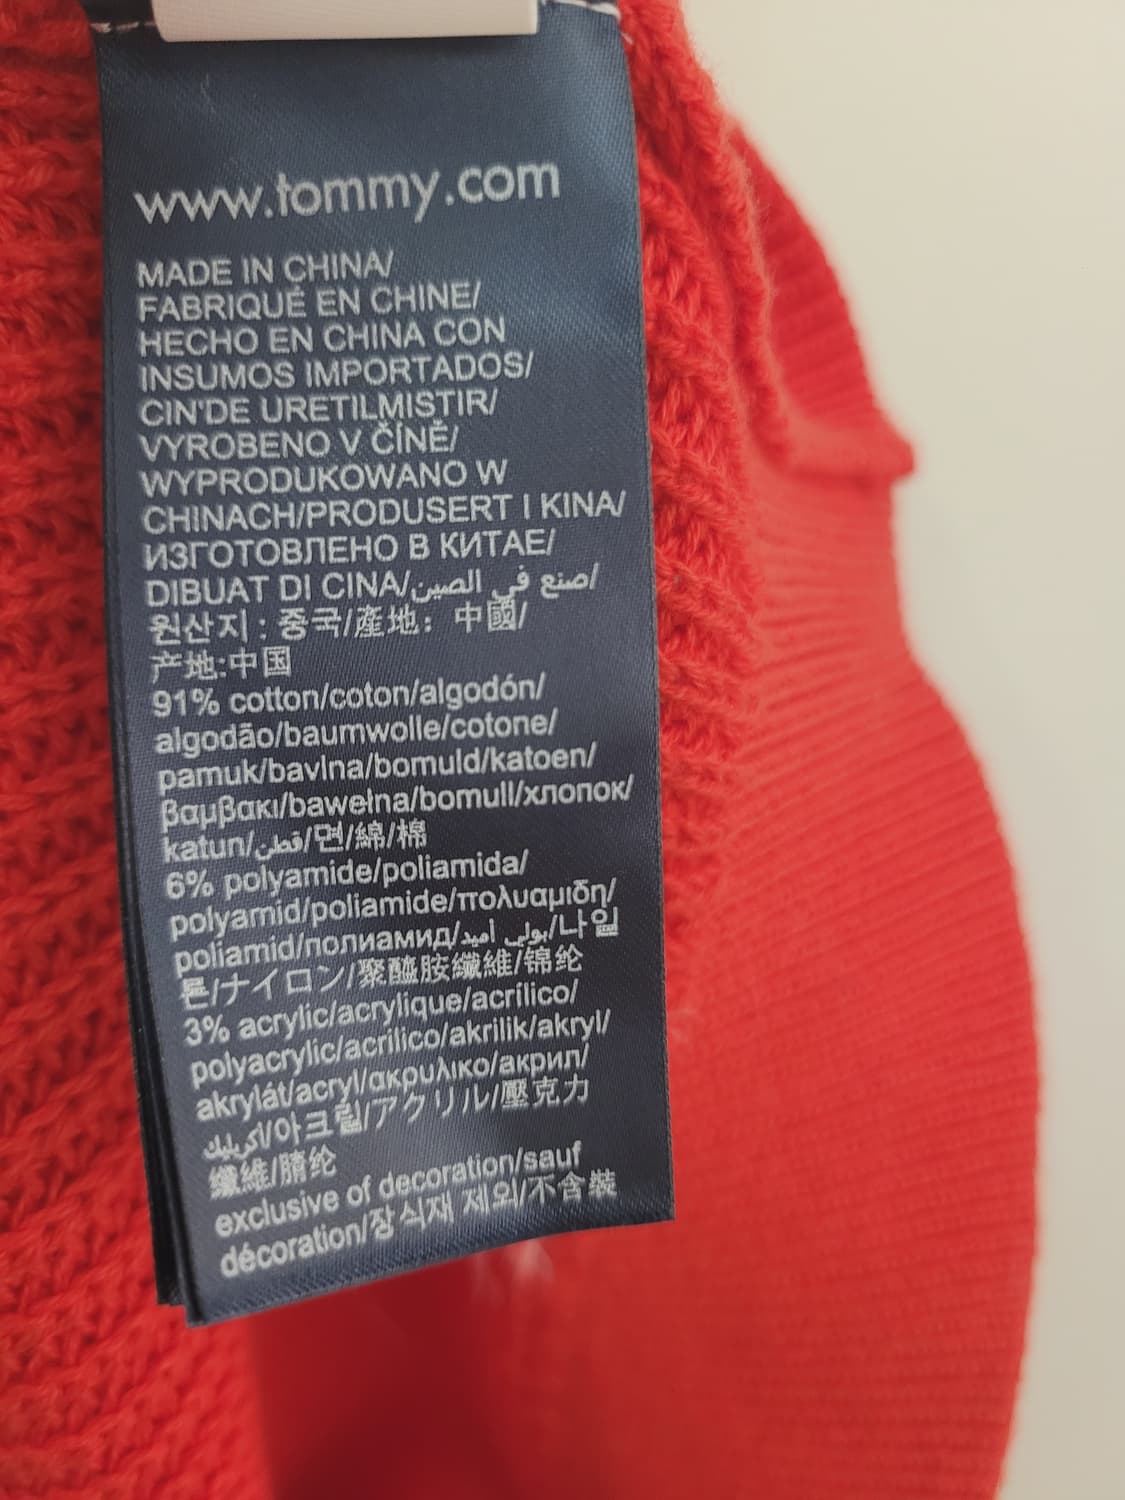 www.tommy.com
MADE IN CHINA/
FABRIQUÉ EN CHINE/
HECHO EN CHINA CON
INSUMOS IMPORTADOS/
CIN'DE URETILMISTIR/
VYROBENO V ČÍNĚ/
WYPRODUKOWANO W
CHINACH/PRODUSERT I KINA/
ИЗГОТОВЛЕНО В КИТАЕ/
DIBUAT DI CINA/صنع في الصين/
원산지 : 중국/產地：中國/
产地:中国
91% cotton/coton/algodón/
algodão/baumwolle/cotone/
pamuk/bavlna/bomuld/katoen/
βαμβακι/bawełna/bomull/хлопок/
katun/قطن/면/綿/棉
6% polyamide/poliamida/
polyamid/poliamide/πολυαμιδη/
poliamid/полиамид/بولي أميد/나일
론/ナイロン/聚醯胺纖維/锦纶
3% acrylic/acrylique/acrílico/
polyacrylic/acrilico/akrilik/akryl/
akrylát/acryl/ακρυλικο/акрил/
أكريليك/아크릴/アクリル/壓克力
纖維/腈纶
exclusive of decoration/sauf
décoration/장식재 제외/不含裝